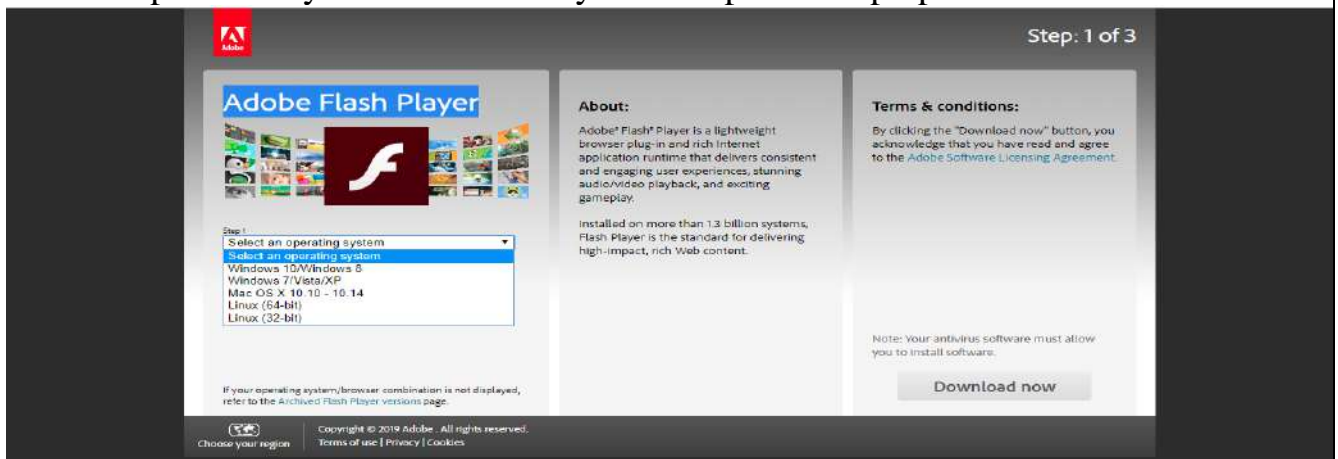 Adobe
Step: 1 of 3
Adobe Flash Player
Step 1
Select an operating system
Select an operating system
Windows 10/Windows 8
Windows 7/Vista/XP
Mac OS X 10.10 - 10.14
Linux (64-bit)
Linux (32-bit)
If your operating system/browser combination is not displayed,
refer to the Archived Flash Player versions page.
About:
Adobe® Flash® Player is a lightweight
browser plug-in and rich Internet
application runtime that delivers consistent
and engaging user experiences, stunning
audio/video playback, and exciting
gameplay.
Installed on more than 1.3 billion systems,
Flash Player is the standard for delivering
high-impact, rich Web content.
Terms & conditions:
By clicking the "Download now" button, you
acknowledge that you have read and agree
to the Adobe Software Licensing Agreement.
Note: Your antivirus software must allow
you to install software.
Download now
Choose your region
Copyright © 2019 Adobe . All rights reserved.
Terms of use | Privacy | Cookies